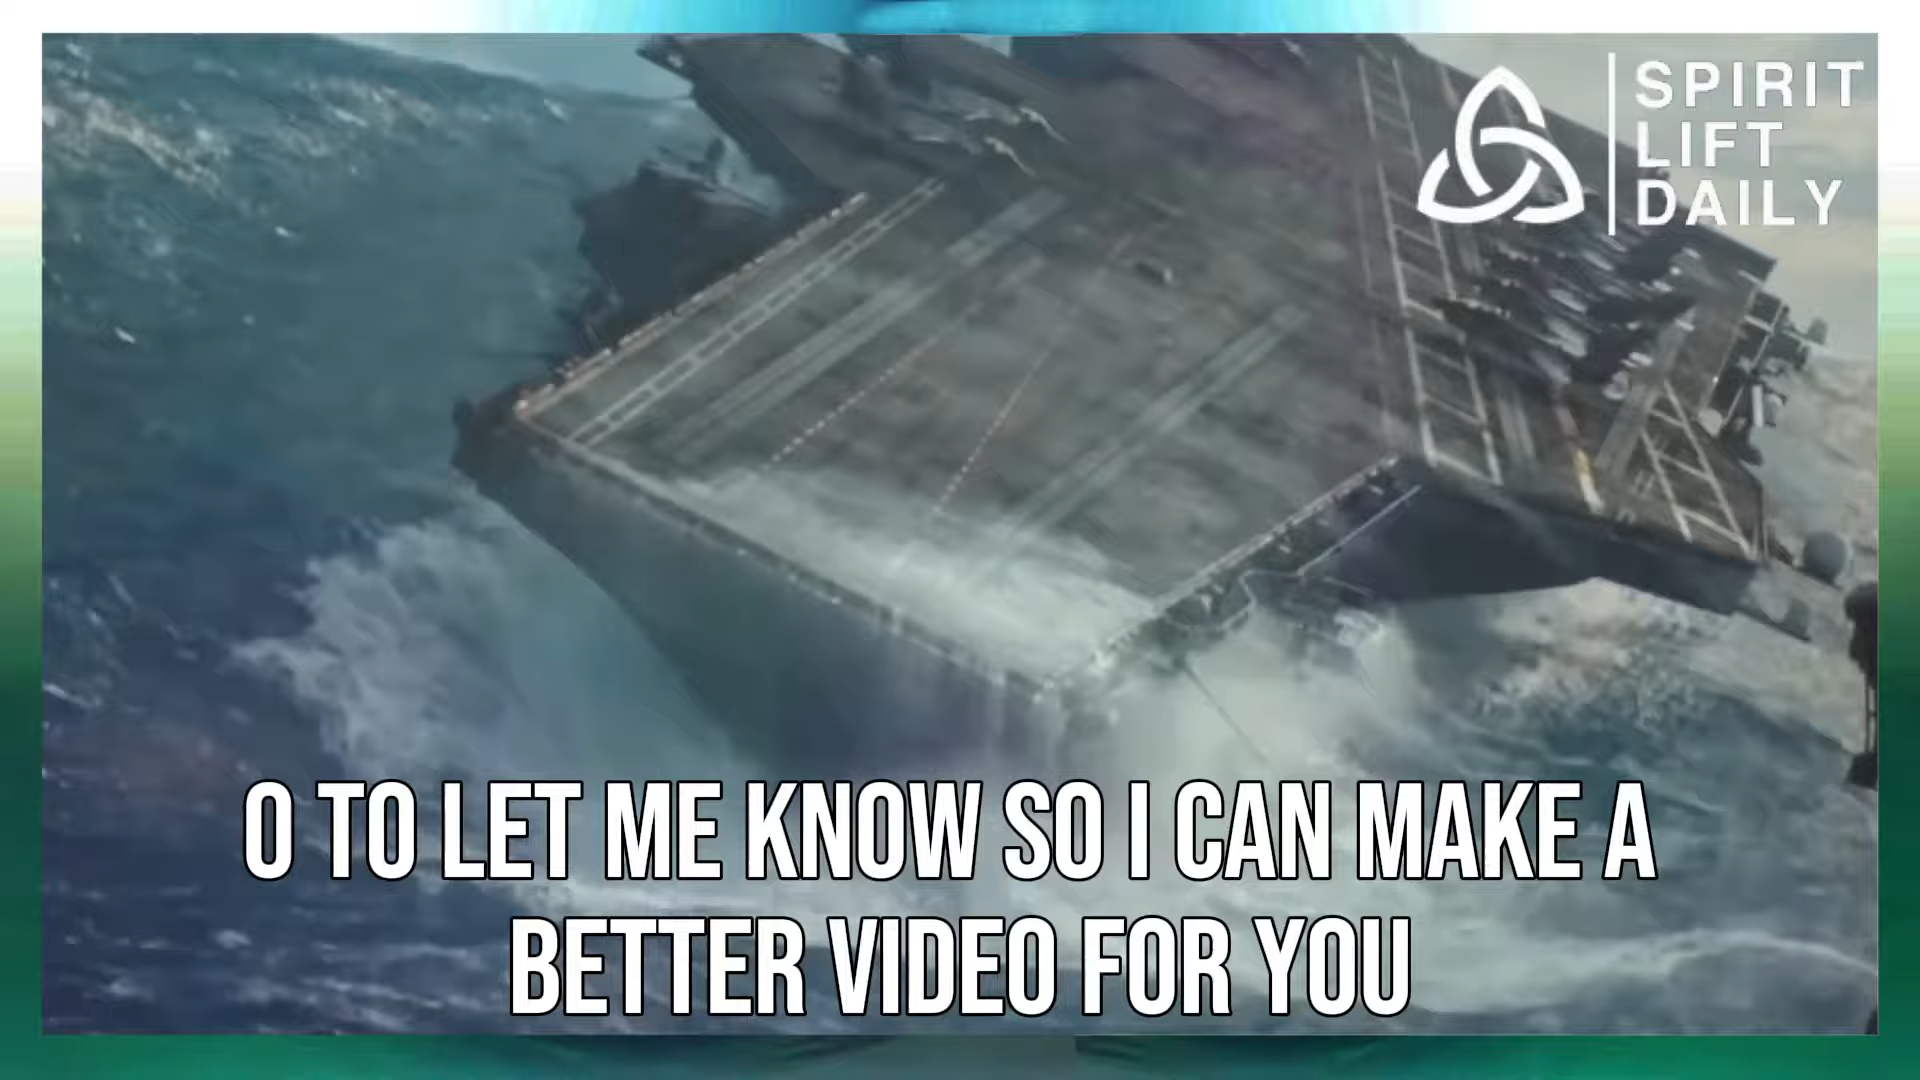 SPIRIT
LIFT
DAILY
O TO LET ME KNOW SO I CAN MAKE A
BETTER VIDEO FOR YOU